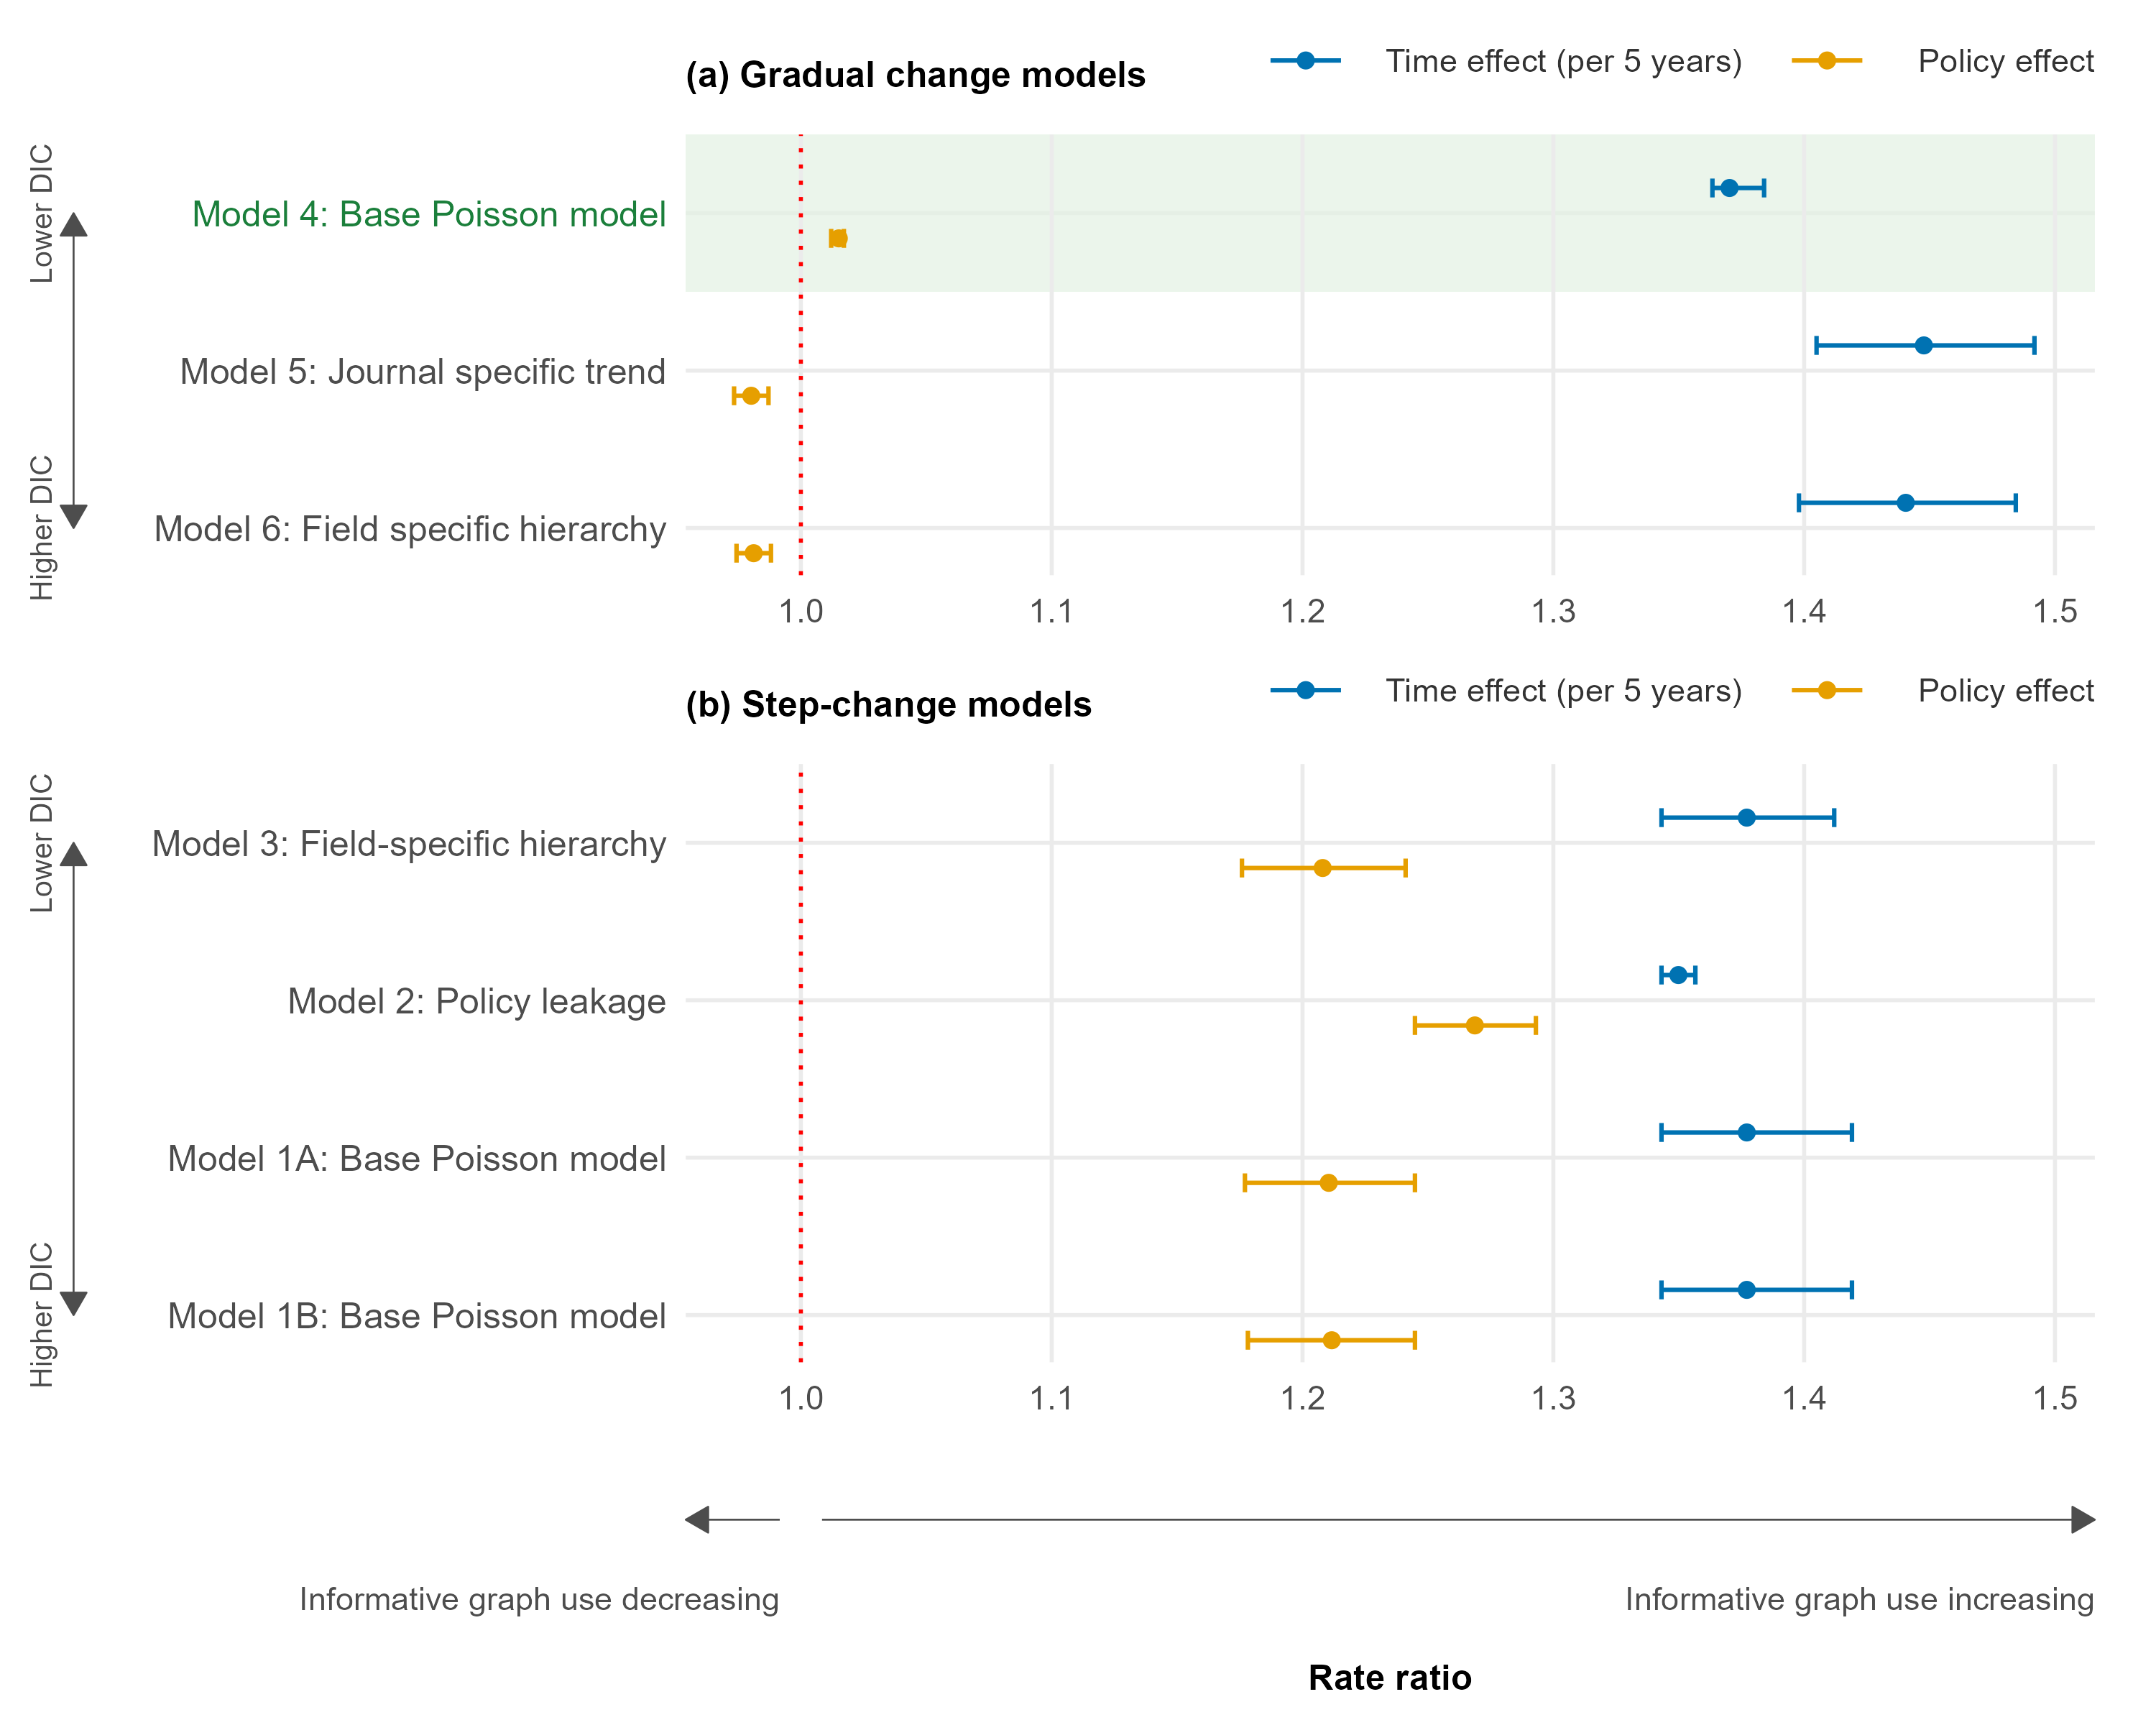 (a) Gradual change models
Time effect (per 5 years)
Policy effect
Lower DIC
Higher DIC
Model 4: Base Poisson model
Model 5: Journal specific trend
Model 6: Field specific hierarchy
1.0 1.1 1.2 1.3 1.4 1.5
(b) Step-change models
Time effect (per 5 years)
Policy effect
Lower DIC
Higher DIC
Model 3: Field-specific hierarchy
Model 2: Policy leakage
Model 1A: Base Poisson model
Model 1B: Base Poisson model
1.0 1.1 1.2 1.3 1.4 1.5
Informative graph use decreasing
Informative graph use increasing
Rate ratio